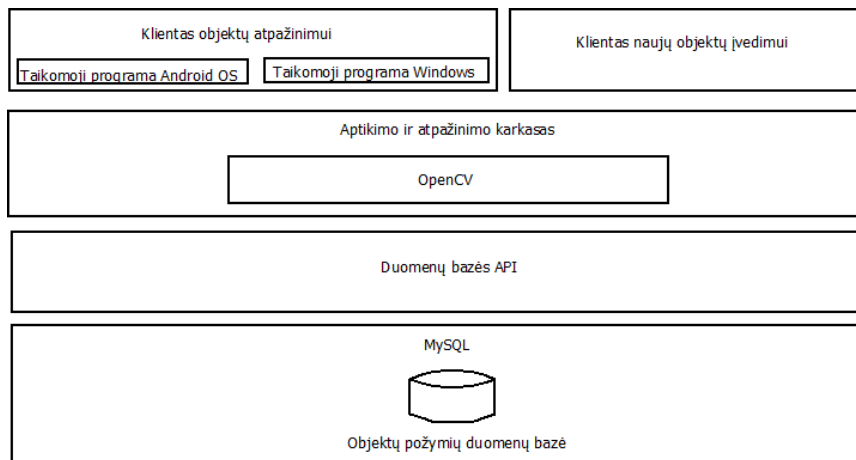 Klientas objektų atpažinimui
Taikomoji programa Android OS
Taikomoji programa Windows
Klientas naujų objektų įvedimui
Aptikimo ir atpažinimo karkasas
OpenCV
Duomenų bazės API
MySQL
Objektų požymių duomenų bazė